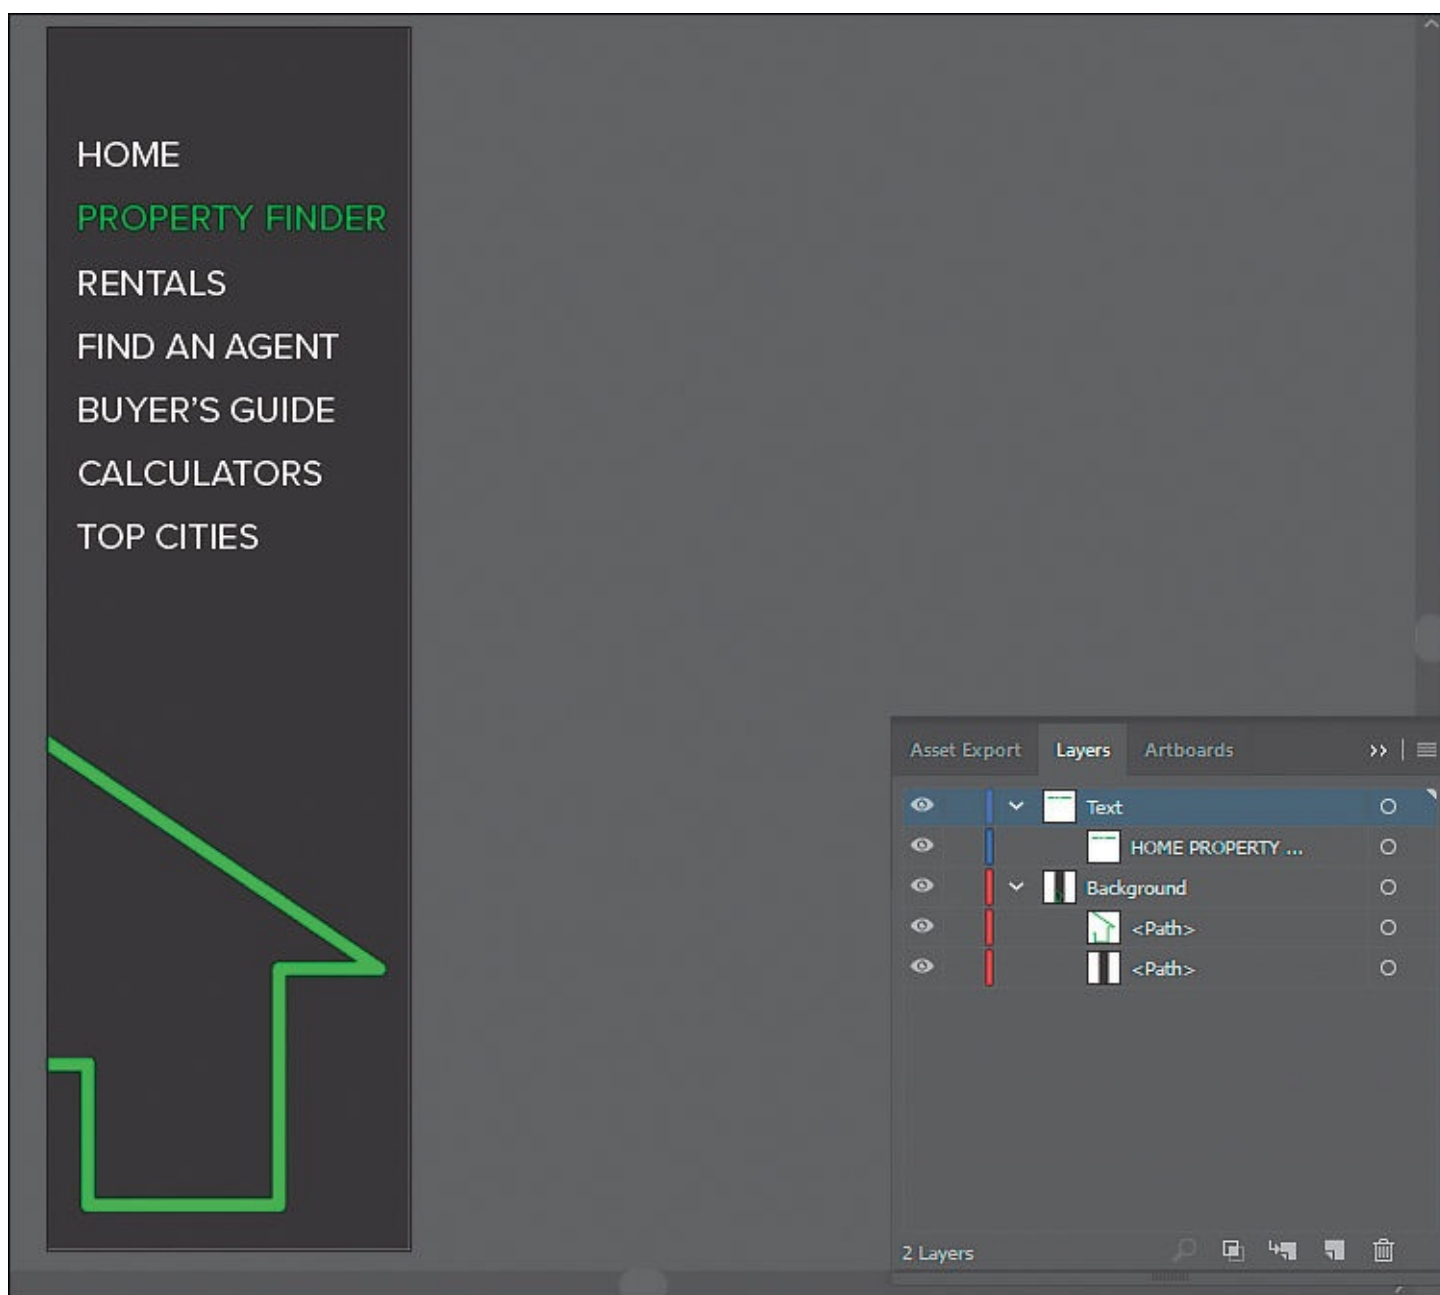 HOME
PROPERTY FINDER
RENTALS
FIND AN AGENT
BUYER’S GUIDE
CALCULATORS
TOP CITIES
Asset Export Layers Artboards
Text
HOME PROPERTY ...
Background
<Path>
<Path>
2 Layers